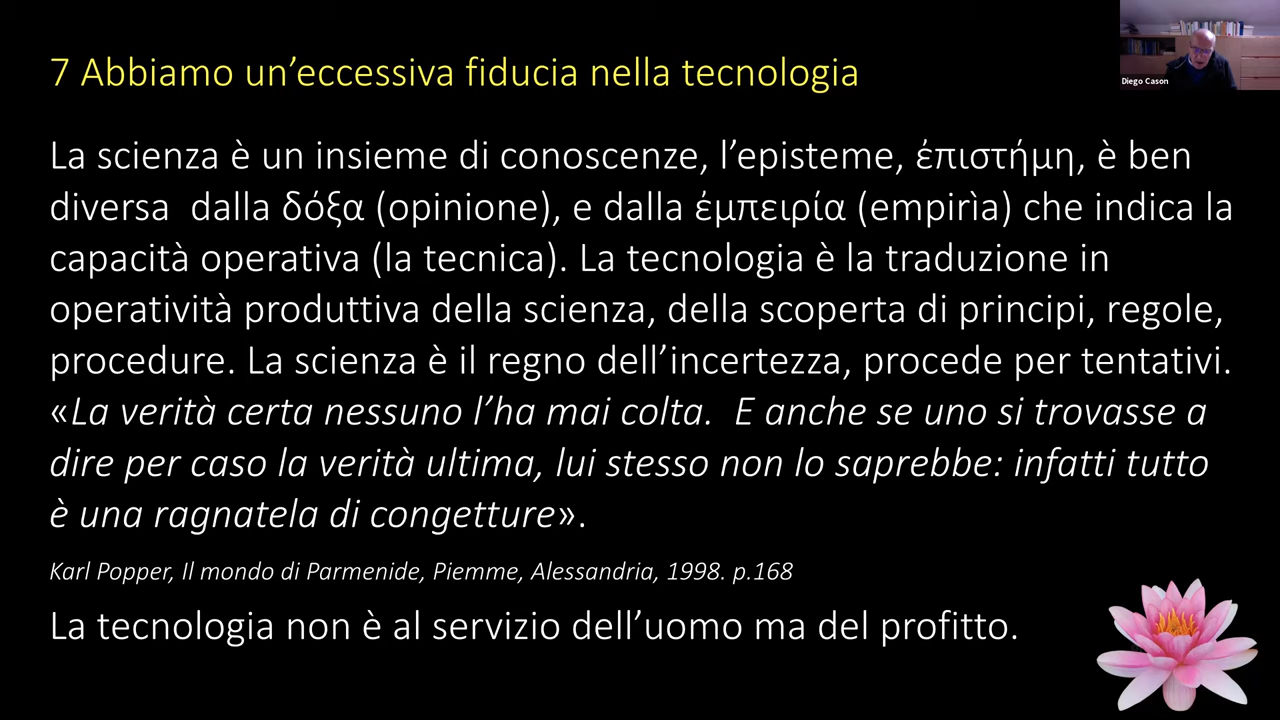 7 Abbiamo un’eccessiva fiducia nella tecnologia
Diego Cason
La scienza è un insieme di conoscenze, l’episteme, ἐπιστήμη, è ben
diversa  dalla δόξα (opinione), e dalla ἐμπειρία (empirìa) che indica la
capacità operativa (la tecnica). La tecnologia è la traduzione in
operatività produttiva della scienza, della scoperta di principi, regole,
procedure. La scienza è il regno dell’incertezza, procede per tentativi.
«La verità certa nessuno l’ha mai colta.  E anche se uno si trovasse a
dire per caso la verità ultima, lui stesso non lo saprebbe: infatti tutto
è una ragnatela di congetture».
Karl Popper, Il mondo di Parmenide, Piemme, Alessandria, 1998. p.168
La tecnologia non è al servizio dell’uomo ma del profitto.